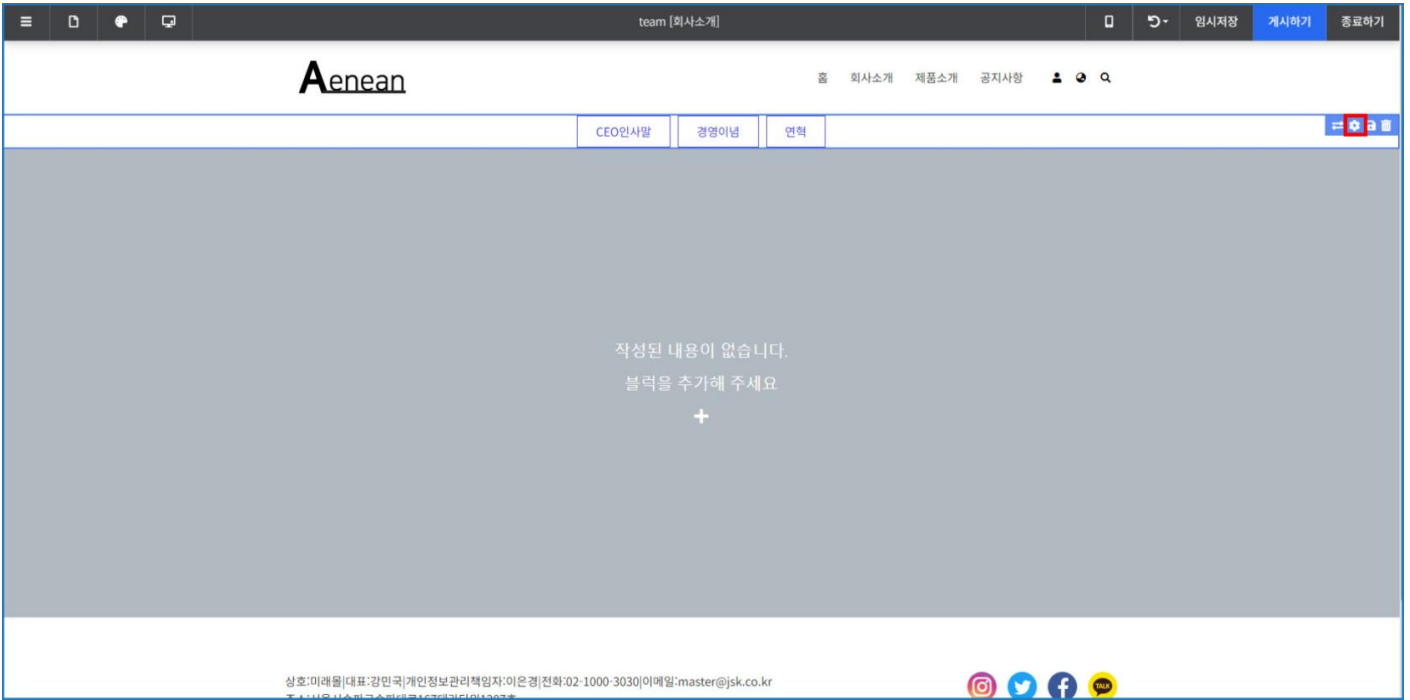 team [회사소개]
임시저장
게시하기
종료하기
Aenean
홈 회사소개 제품소개 공지사항
CEO인사말 경영이념 연혁
작성된 내용이 없습니다.
블럭을 추가해 주세요
상호:미래몰|대표:강민국|개인정보관리책임자:이은경|전화:02-1000-3030|이메일:master@jsk.co.kr
TALK